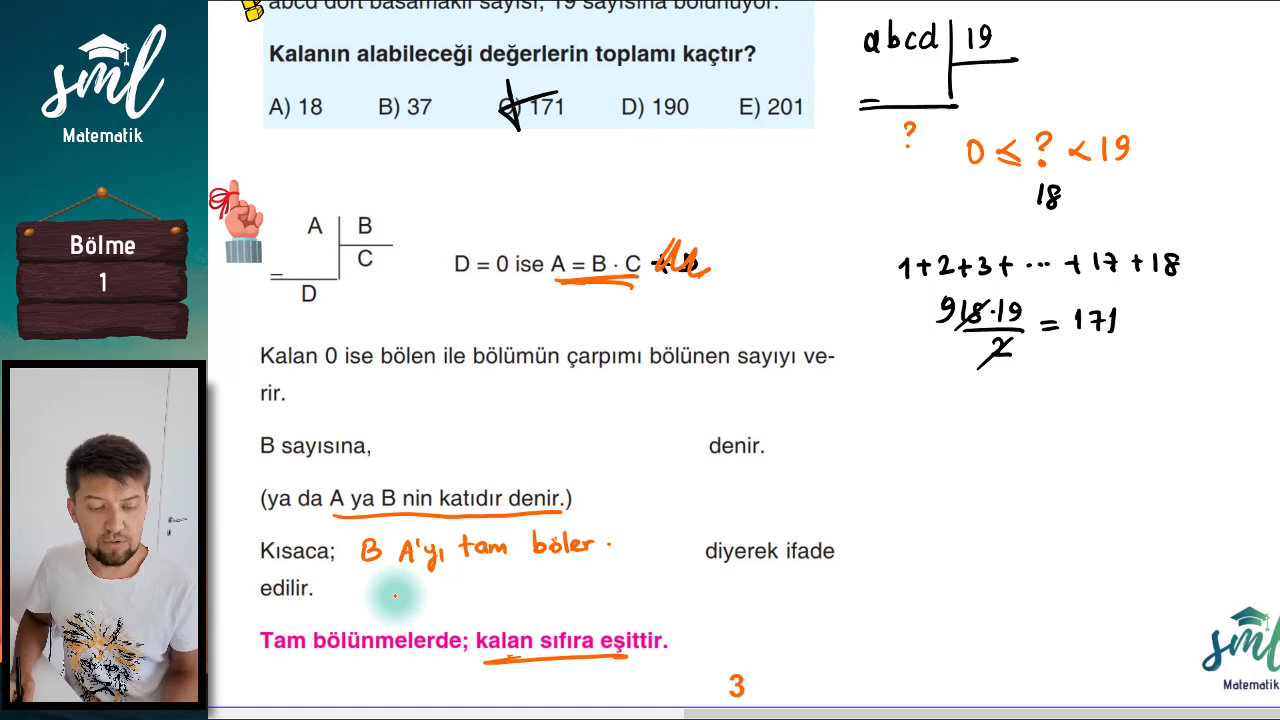 sml
Matematik
Bölme
1
abcd dört basamaklı sayısı, 19 sayısına bölünüyor.
Kalanın alabileceği değerlerin toplamı kaçtır?
A) 18 B) 37 C) 171 D) 190 E) 201
abcd 19
?
0 ≤ ? < 19
18
1+2+3+ ... +17 +18
9 18·19
2
= 171
A B
C
D
D = 0 ise A = B · C + D
Kalan 0 ise bölen ile bölümün çarpımı bölünen sayıyı ve-
rir.
B sayısına, denir.
(ya da A ya B nin katıdır denir.)
Kısaca; B A'yı tam böler. diyerek ifade
edilir.
Tam bölünmelerde; kalan sıfıra eşittir.
3
sml
Matematik